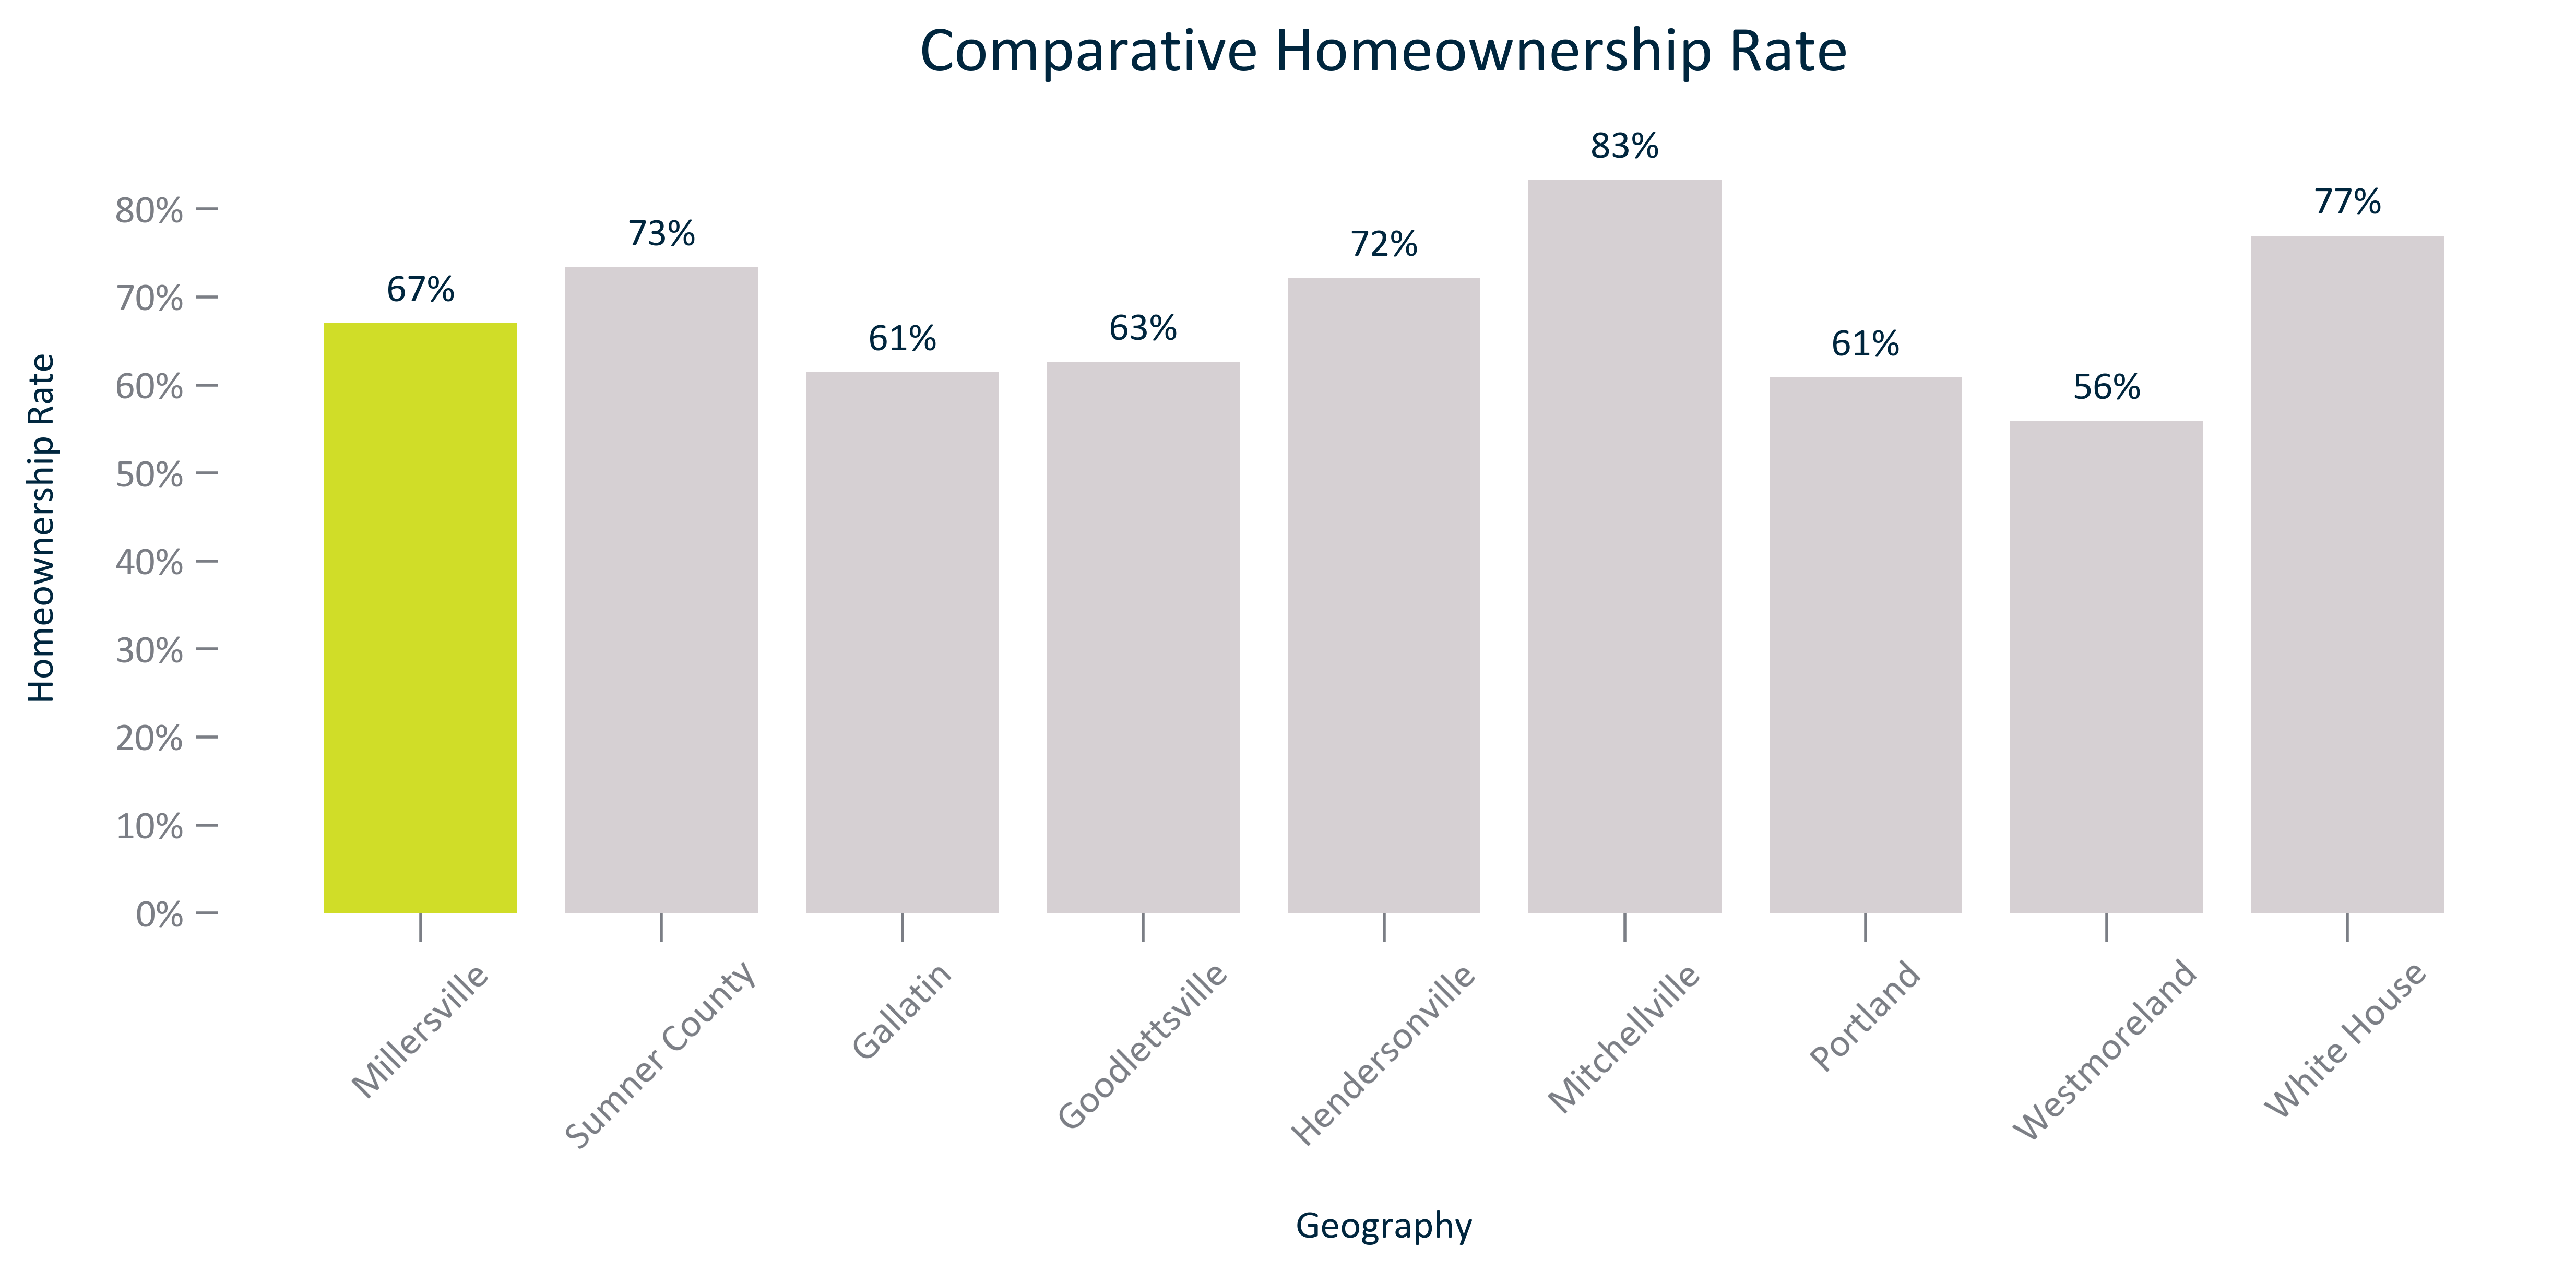 Comparative Homeownership Rate
Homeownership Rate
80%
70%
60%
50%
40%
30%
20%
10%
0%
67%
73%
61%
63%
72%
83%
61%
56%
77%
Millersville
Sumner County
Gallatin
Goodlettsville
Hendersonville
Mitchellville
Portland
Westmoreland
White House
Geography